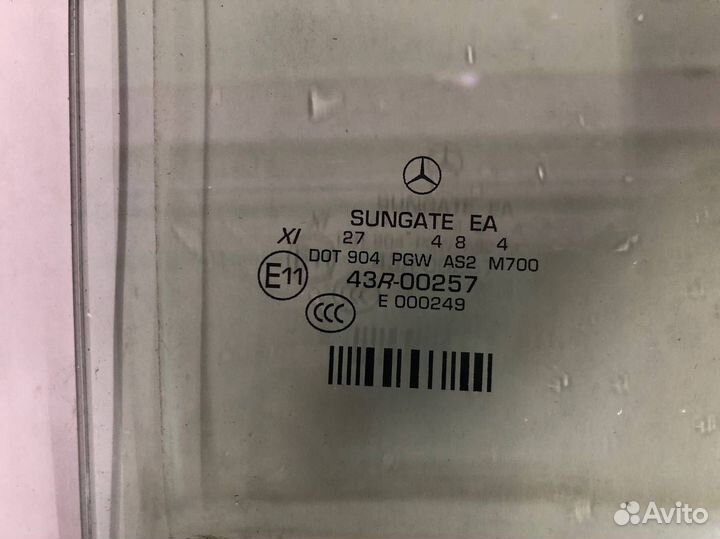 SUNGATE EA
XI 27 4 8 4
DOT 904 PGW AS2 M700
E11 43R-00257
E 000249
CCC
Avito